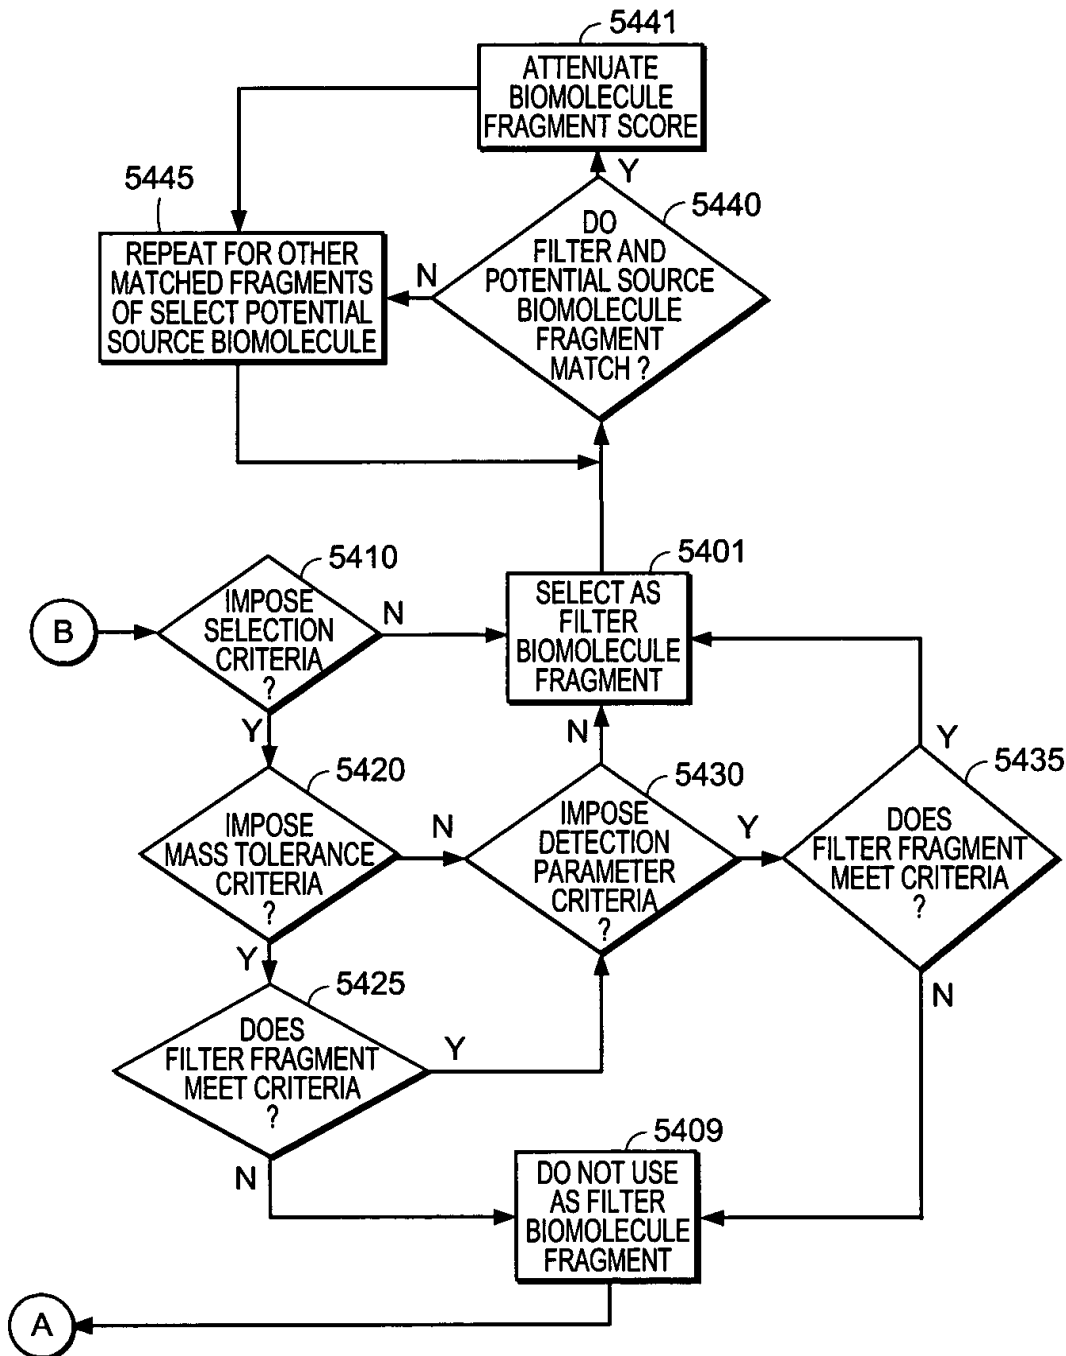 5441
ATTENUATE
BIOMOLECULE
FRAGMENT SCORE
Y
5445
REPEAT FOR OTHER
MATCHED FRAGMENTS
OF SELECT POTENTIAL
SOURCE BIOMOLECULE
N
5440
DO
FILTER AND
POTENTIAL SOURCE
BIOMOLECULE
FRAGMENT
MATCH ?
B
5410
IMPOSE
SELECTION
CRITERIA
?
N
Y
5401
SELECT AS
FILTER
BIOMOLECULE
FRAGMENT
N
Y
5420
IMPOSE
MASS TOLERANCE
CRITERIA
?
N
Y
5430
IMPOSE
DETECTION
PARAMETER
CRITERIA
?
Y
5435
DOES
FILTER FRAGMENT
MEET CRITERIA
?
N
5425
DOES
FILTER FRAGMENT
MEET CRITERIA
?
Y
N
5409
DO NOT USE
AS FILTER
BIOMOLECULE
FRAGMENT
A